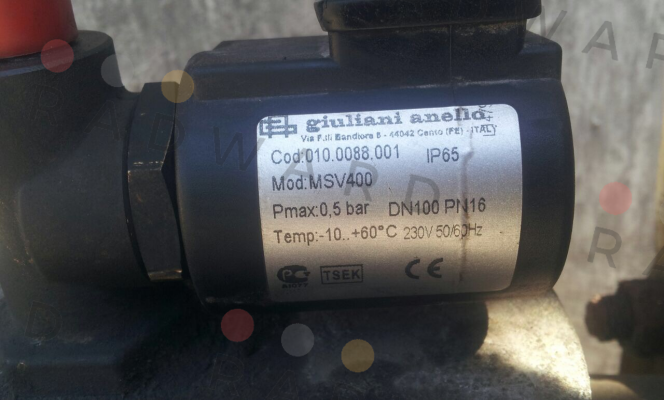 giuliani anello
Via F.lli Bandiera 8 - 44042 Cento (FE) - ITALY
Cod:010.0088.001 IP65
Mod:MSV400
Pmax:0,5 bar DN100 PN16
Temp:-10..+60°C 230V 50/60Hz
TSEK CE